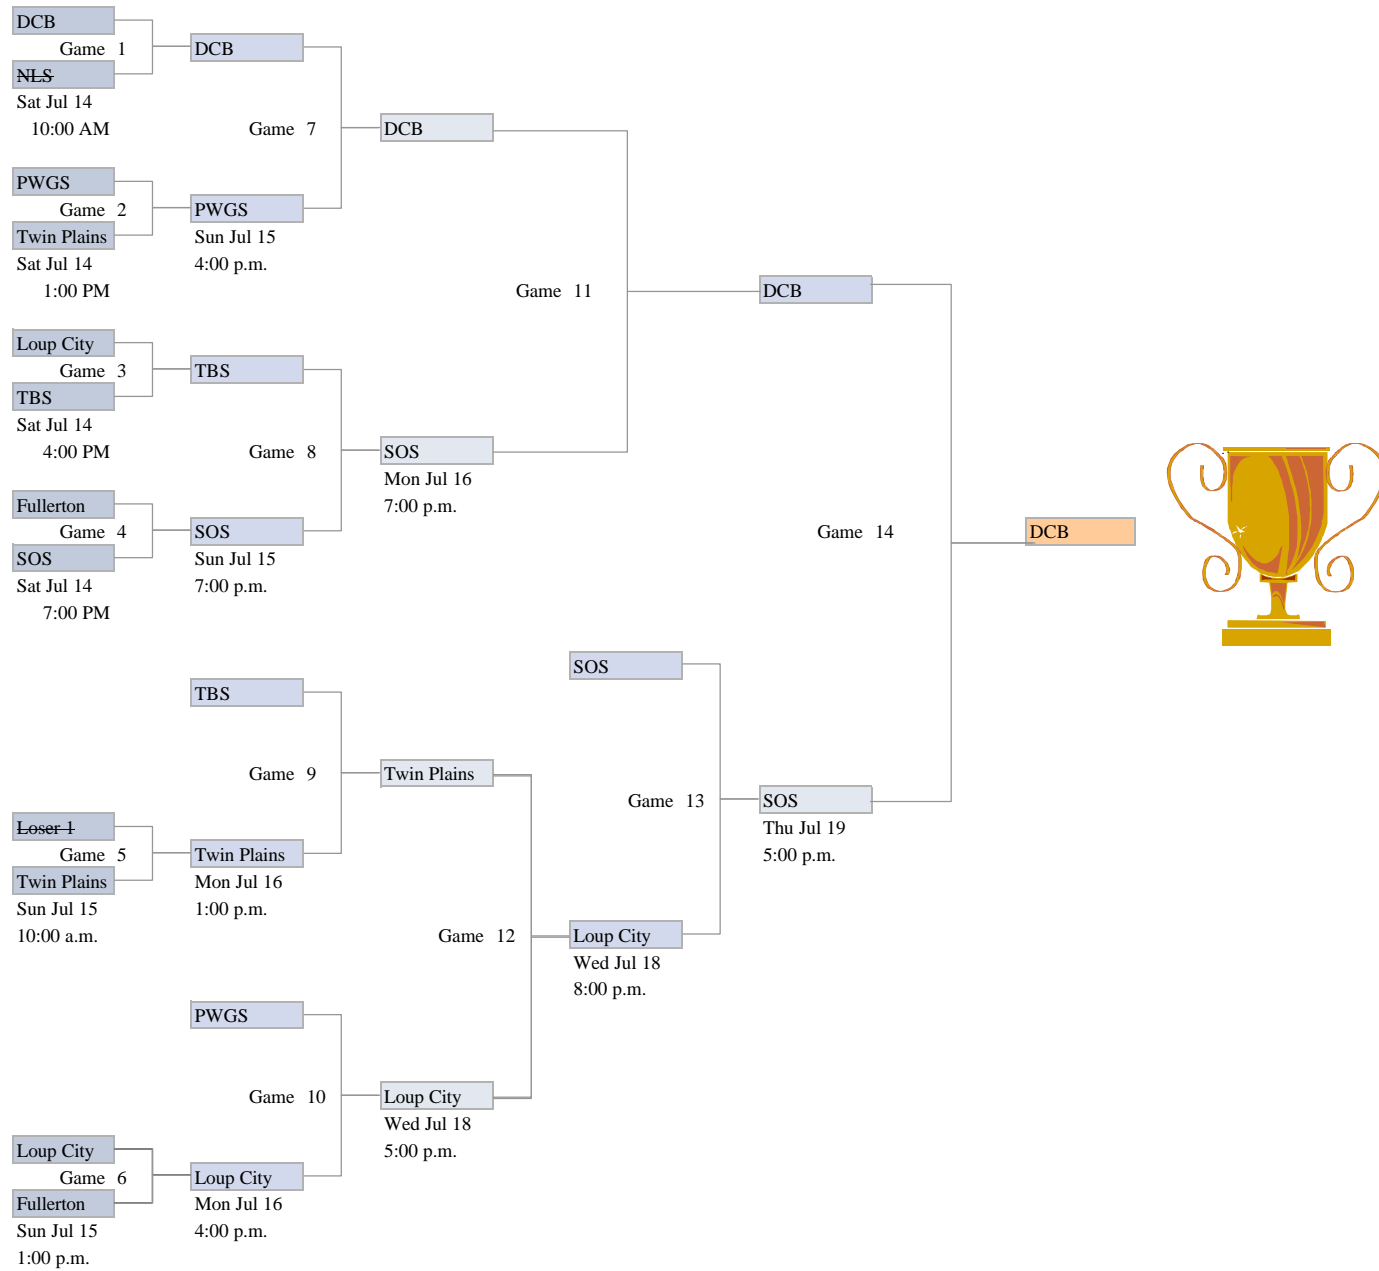 DCB
Game 1
DCB
NLS
Sat Jul 14
10:00 AM
Game 7
DCB
PWGS
Game 2
PWGS
Twin Plains
Sun Jul 15
Sat Jul 14
4:00 p.m.
1:00 PM
Game 11
DCB
Loup City
Game 3
TBS
TBS
Sat Jul 14
4:00 PM
Game 8
SOS
Mon Jul 16
7:00 p.m.
Fullerton
Game 4
SOS
Game 14
DCB
SOS
Sun Jul 15
Sat Jul 14
7:00 p.m.
7:00 PM
SOS
TBS
Game 9
Twin Plains
Game 13
SOS
Thu Jul 19
5:00 p.m.
Loser 1
Game 5
Twin Plains
Twin Plains
Mon Jul 16
Sun Jul 15
1:00 p.m.
10:00 a.m.
Game 12
Loup City
Wed Jul 18
8:00 p.m.
PWGS
Game 10
Loup City
Wed Jul 18
5:00 p.m.
Loup City
Game 6
Loup City
Fullerton
Mon Jul 16
Sun Jul 15
4:00 p.m.
1:00 p.m.